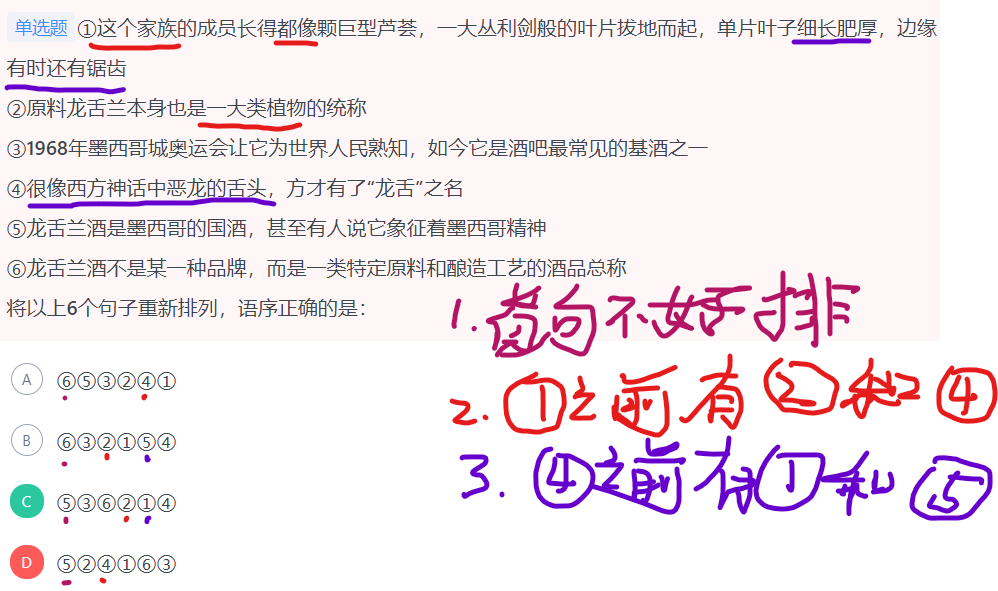 单选题 ①这个家族的成员长得都像颗巨型芦荟，一大丛利剑般的叶片拔地而起，单片叶子细长肥厚，边缘
有时还有锯齿
②原料龙舌兰本身也是一大类植物的统称
③1968年墨西哥城奥运会让它为世界人民熟知，如今它是酒吧最常见的基酒之一
④很像西方神话中恶龙的舌头，方才有了“龙舌”之名
⑤龙舌兰酒是墨西哥的国酒，甚至有人说它象征着墨西哥精神
⑥龙舌兰酒不是某一种品牌，而是一类特定原料和酿造工艺的酒品总称
将以上6个句子重新排列，语序正确的是：
1.首句不好排
A ⑥⑤③②④①
2.①之前有②和④
B ⑥③②①⑤④
3.④之前有①和⑤
C ⑤③⑥②①④
D ⑤②④①⑥③